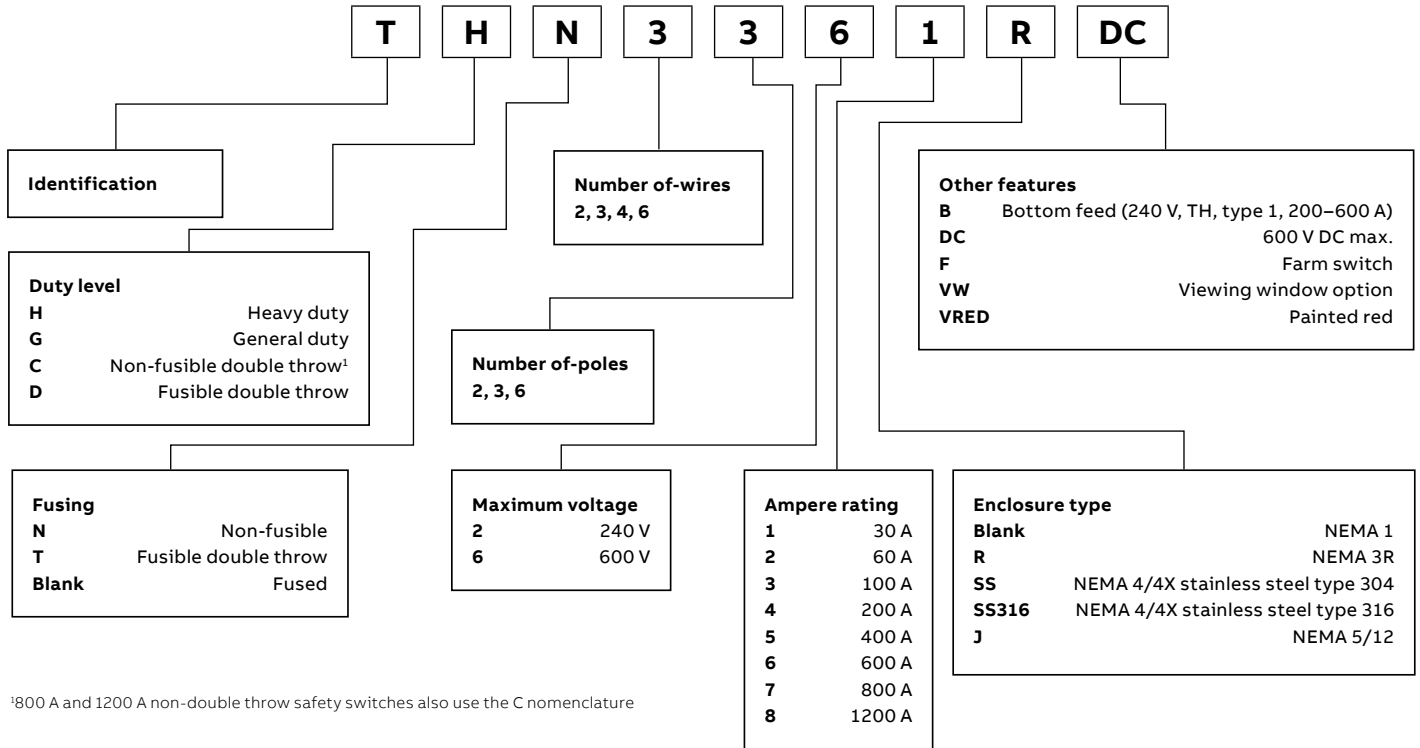 T H N 3 3 6 1 R DC
Identification
Number of-wires
2, 3, 4, 6
Other features
B Bottom feed (240 V, TH, type 1, 200–600 A)
DC 600 V DC max.
F Farm switch
VW Viewing window option
VRED Painted red
Duty level
H Heavy duty
G General duty
C Non-fusible double throw¹
D Fusible double throw
Number of-poles
2, 3, 6
Fusing
N Non-fusible
T Fusible double throw
Blank Fused
Maximum voltage
2 240 V
6 600 V
Ampere rating
1 30 A
2 60 A
3 100 A
4 200 A
5 400 A
6 600 A
7 800 A
8 1200 A
Enclosure type
Blank NEMA 1
R NEMA 3R
SS NEMA 4/4X stainless steel type 304
SS316 NEMA 4/4X stainless steel type 316
J NEMA 5/12
¹800 A and 1200 A non-double throw safety switches also use the C nomenclature